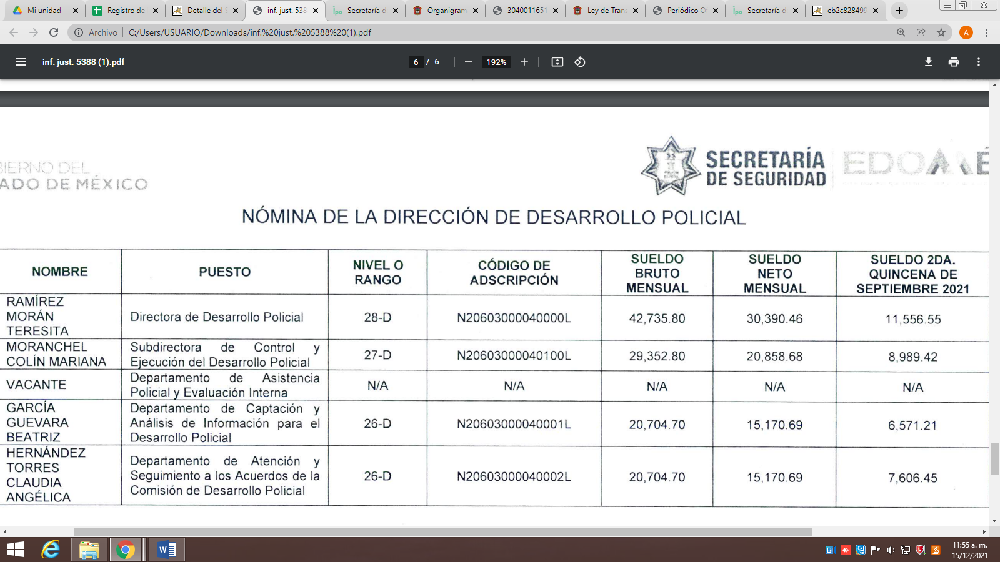 Mi unidad -
Registro de
Detalle del S
inf. just. 538
Secretaría d
Organigram
3040011651
Ley de Trans
Periódico Of
Secretaría d
eb2c828499
Archivo | C:/Users/USUARIO/Downloads/inf.%20just.%205388%20(1).pdf
A
inf. just. 5388 (1).pdf
6 / 6
192%
BIERNO DEL
ADO DE MÉXICO
SECRETARÍA
DE SEGURIDAD
EDOMÉ
NÓMINA DE LA DIRECCIÓN DE DESARROLLO POLICIAL
NOMBRE
PUESTO
NIVEL O
RANGO
CÓDIGO DE
ADSCRIPCIÓN
SUELDO
BRUTO
MENSUAL
SUELDO
NETO
MENSUAL
SUELDO 2DA.
QUINCENA DE
SEPTIEMBRE 2021
RAMÍREZ
MORÁN
TERESITA
Directora de Desarrollo Policial
28-D
N20603000040000L
42,735.80
30,390.46
11,556.55
MORANCHEL
COLÍN MARIANA
Subdirectora de Control y
Ejecución del Desarrollo Policial
27-D
N20603000040100L
29,352.80
20,858.68
8,989.42
VACANTE
Departamento de Asistencia
Policial y Evaluación Interna
N/A
N/A
N/A
N/A
N/A
GARCÍA
GUEVARA
BEATRIZ
Departamento de Captación y
Análisis de Información para el
Desarrollo Policial
26-D
N20603000040001L
20,704.70
15,170.69
6,571.21
HERNÁNDEZ
TORRES
CLAUDIA
ANGÉLICA
Departamento de Atención y
Seguimiento a los Acuerdos de la
Comisión de Desarrollo Policial
26-D
N20603000040002L
20,704.70
15,170.69
7,606.45
11:55 a. m.
15/12/2021